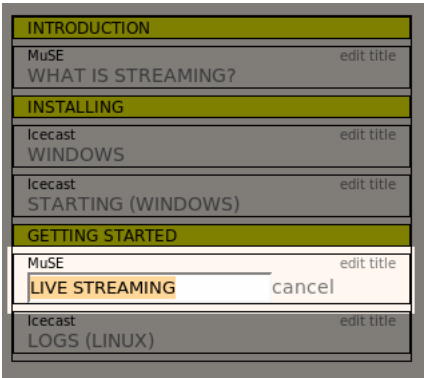 INTRODUCTION
MuSE edit title
WHAT IS STREAMING?
INSTALLING
Icecast edit title
WINDOWS
Icecast edit title
STARTING (WINDOWS)
GETTING STARTED
MuSE edit title
LIVE STREAMING cancel
Icecast edit title
LOGS (LINUX)